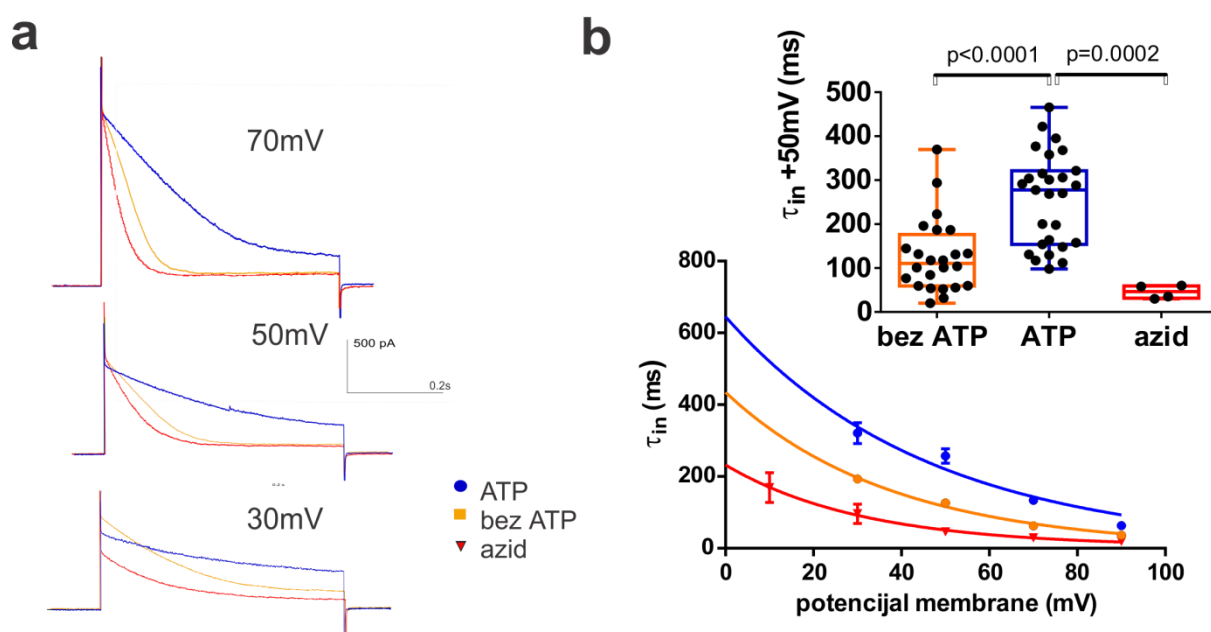 a
70mV
50mV
500 pA
0.2s
30mV
ATP
bez ATP
azid
b
p<0.0001
p=0.0002
τin +50mV (ms)
500
400
300
200
100
0
bez ATP
ATP
azid
τin (ms)
800
600
400
200
0
0
20
40
60
80
100
potencijal membrane (mV)